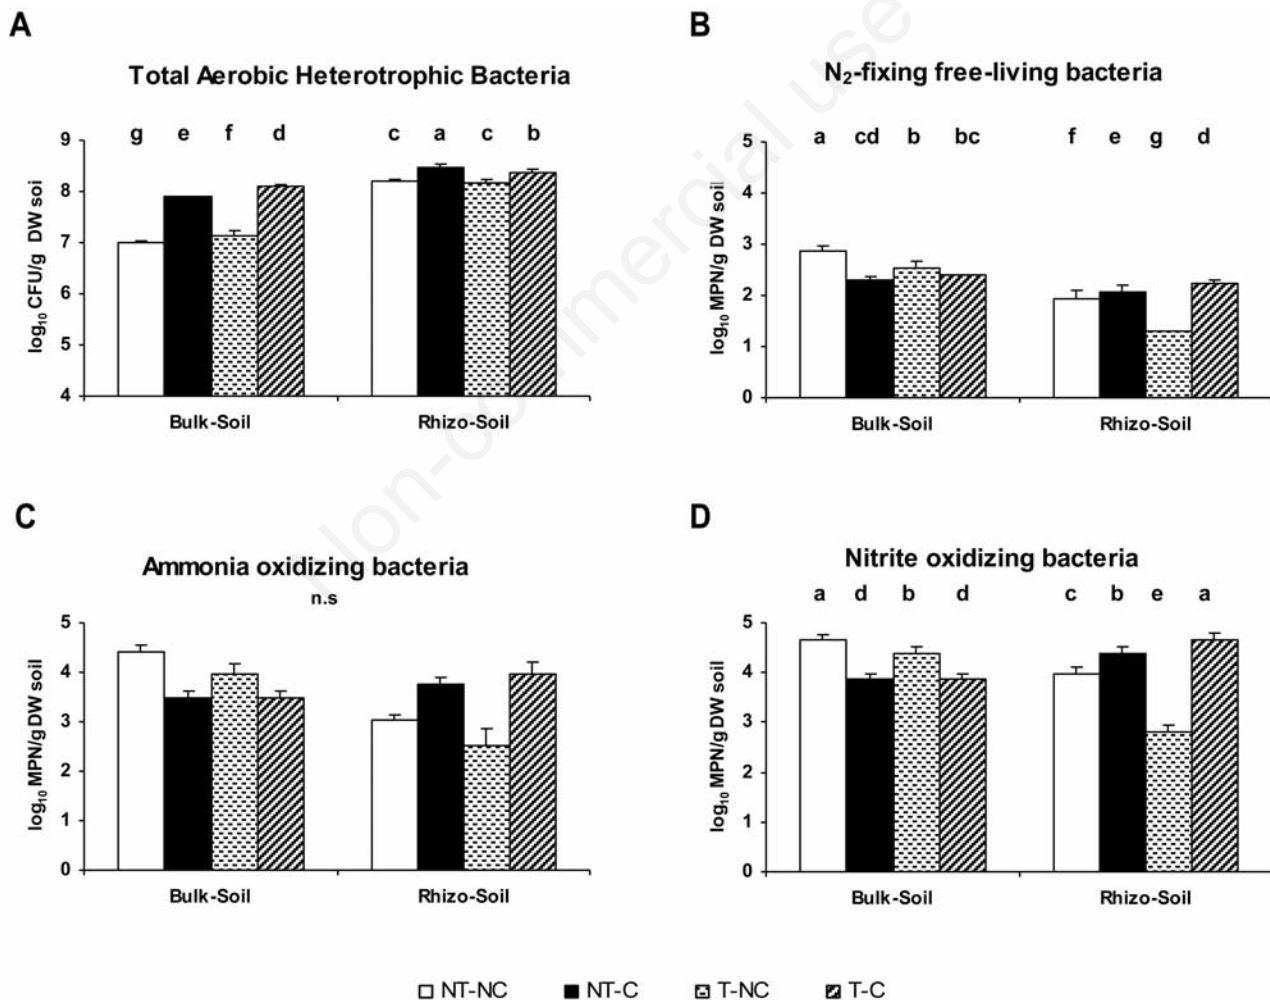 A
Total Aerobic Heterotrophic Bacteria
g e f d c a c b
9
8
7
6
5
4
log₁₀ CFU/g DW soi
Bulk-Soil Rhizo-Soil
B
N₂-fixing free-living bacteria
a cd b bc f e g d
5
4
3
2
1
0
log₁₀ MPN/g DW soil
Bulk-Soil Rhizo-Soil
C
Ammonia oxidizing bacteria
n.s
5
4
3
2
1
0
log₁₀ MPN/g DW soil
Bulk-Soil Rhizo-Soil
D
Nitrite oxidizing bacteria
a d b d c b e a
5
4
3
2
1
0
log₁₀ MPN/g DW soil
Bulk-Soil Rhizo-Soil
NT-NC NT-C T-NC T-C
Non-commercial use